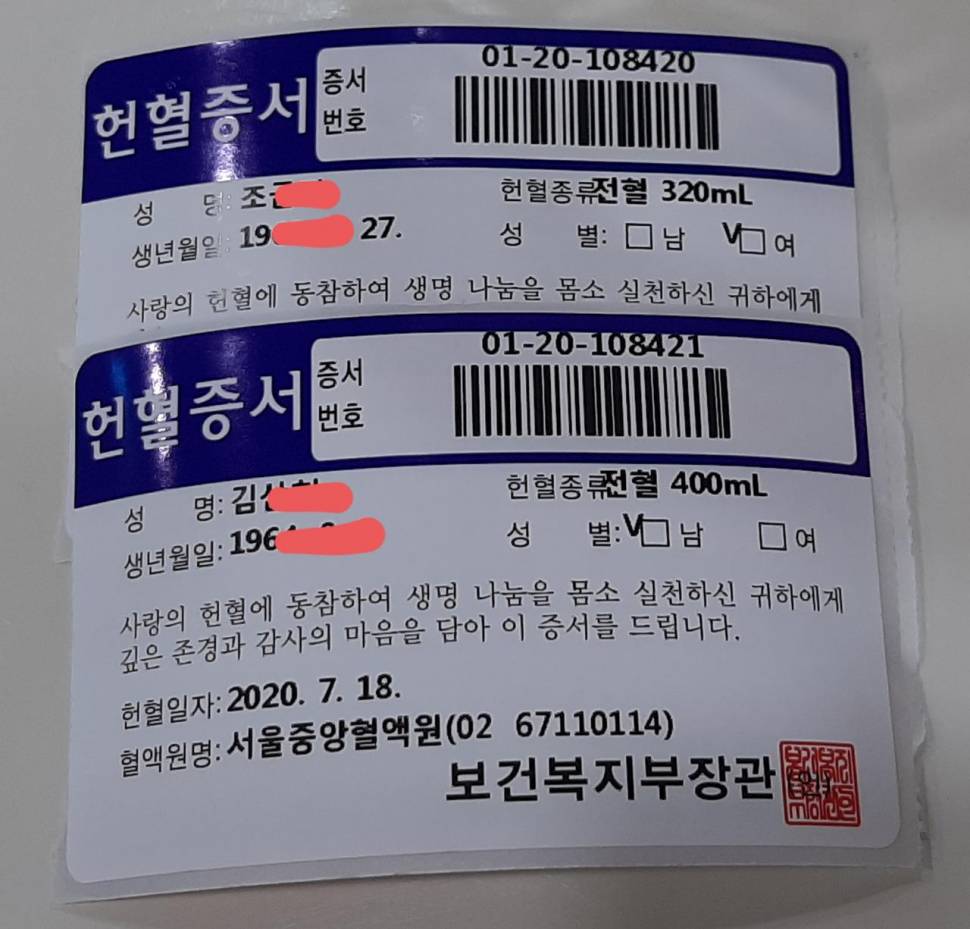 01-20-108420
헌혈증서
증서
번호
성 명: 조
헌혈종류 전혈 320mL
생년월일: 19 27.
성 별: □ 남 V□ 여
사랑의 헌혈에 동참하여 생명 나눔을 몸소 실천하신 귀하에게
01-20-108421
헌혈증서
증서
번호
성 명: 김
헌혈종류 전혈 400mL
생년월일: 196
성 별: V□ 남 □ 여
사랑의 헌혈에 동참하여 생명 나눔을 몸소 실천하신 귀하에게
깊은 존경과 감사의 마음을 담아 이 증서를 드립니다.
헌혈일자: 2020. 7. 18.
혈액원명: 서울중앙혈액원(02 67110114)
보건복지부장관